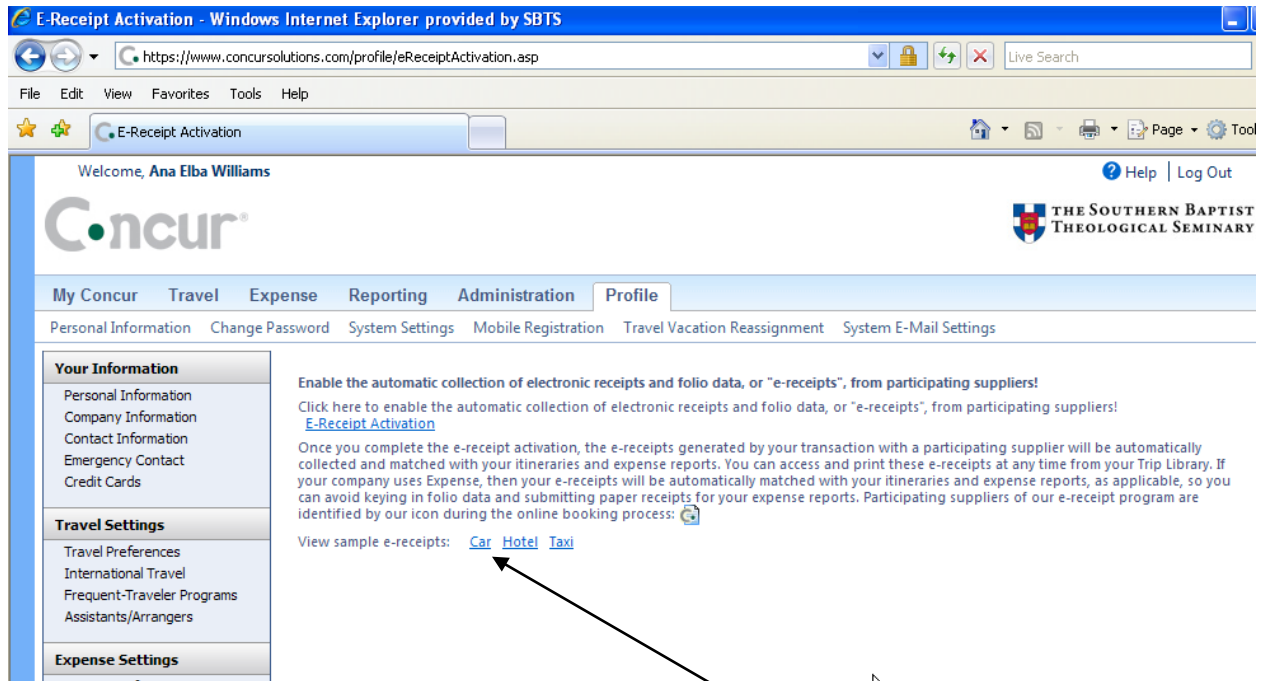 E-Receipt Activation - Windows Internet Explorer provided by SBTS
https://www.concursolutions.com/profile/eReceiptActivation.asp
Live Search
File Edit View Favorites Tools Help
E-Receipt Activation
Page
Welcome, Ana Elba Williams
Help | Log Out
Concur®
THE SOUTHERN BAPTIST
THEOLOGICAL SEMINARY
My Concur Travel Expense Reporting Administration Profile
Personal Information Change Password System Settings Mobile Registration Travel Vacation Reassignment System E-Mail Settings
Your Information
Personal Information
Company Information
Contact Information
Emergency Contact
Credit Cards
Travel Settings
Travel Preferences
International Travel
Frequent-Traveler Programs
Assistants/Arrangers
Expense Settings
Enable the automatic collection of electronic receipts and folio data, or "e-receipts", from participating suppliers!
Click here to enable the automatic collection of electronic receipts and folio data, or "e-receipts", from participating suppliers!
E-Receipt Activation
Once you complete the e-receipt activation, the e-receipts generated by your transaction with a participating supplier will be automatically
collected and matched with your itineraries and expense reports. You can access and print these e-receipts at any time from your Trip Library. If
your company uses Expense, then your e-receipts will be automatically matched with your itineraries and expense reports, as applicable, so you
can avoid keying in folio data and submitting paper receipts for your expense reports. Participating suppliers of our e-receipt program are
identified by our icon during the online booking process:
View sample e-receipts: Car Hotel Taxi